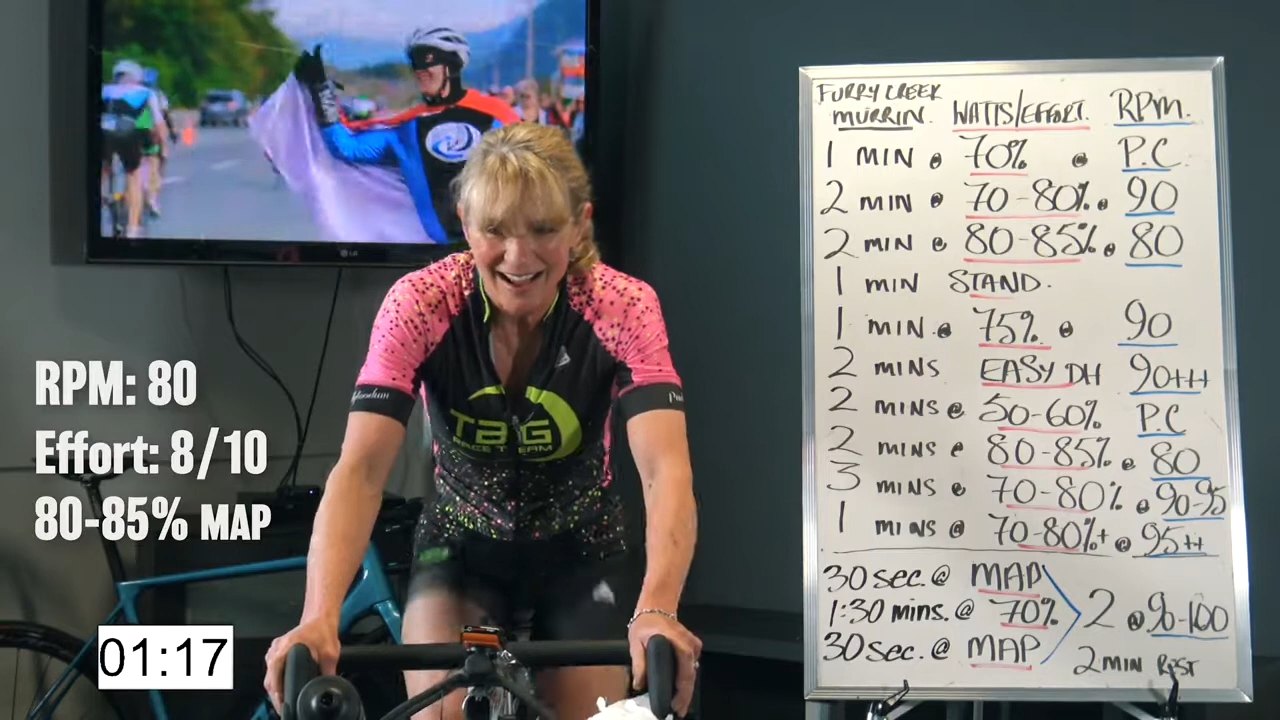 RPM: 80
Effort: 8/10
80-85% MAP
01:17
LG
TaG
RACE TEAM
FURRY CREEK
MURRIN. WATTS/EFFORT. RPM.
1 MIN @ 70% @ P.C.
2 MIN @ 70-80% @ 90
2 MIN @ 80-85% @ 80
1 MIN STAND.
1 MIN @ 75% @ 90
2 MINS EASY DH 90+++
2 MINS @ 50-60% P.C
2 MINS @ 80-85% @ 80
3 MINS @ 70-80% @ 90-95
1 MINS @ 70-80%+ @ 95++
30 sec. @ MAP
1:30 mins. @ 70% 2 @ 90-100
30 sec. @ MAP 2 MIN REST